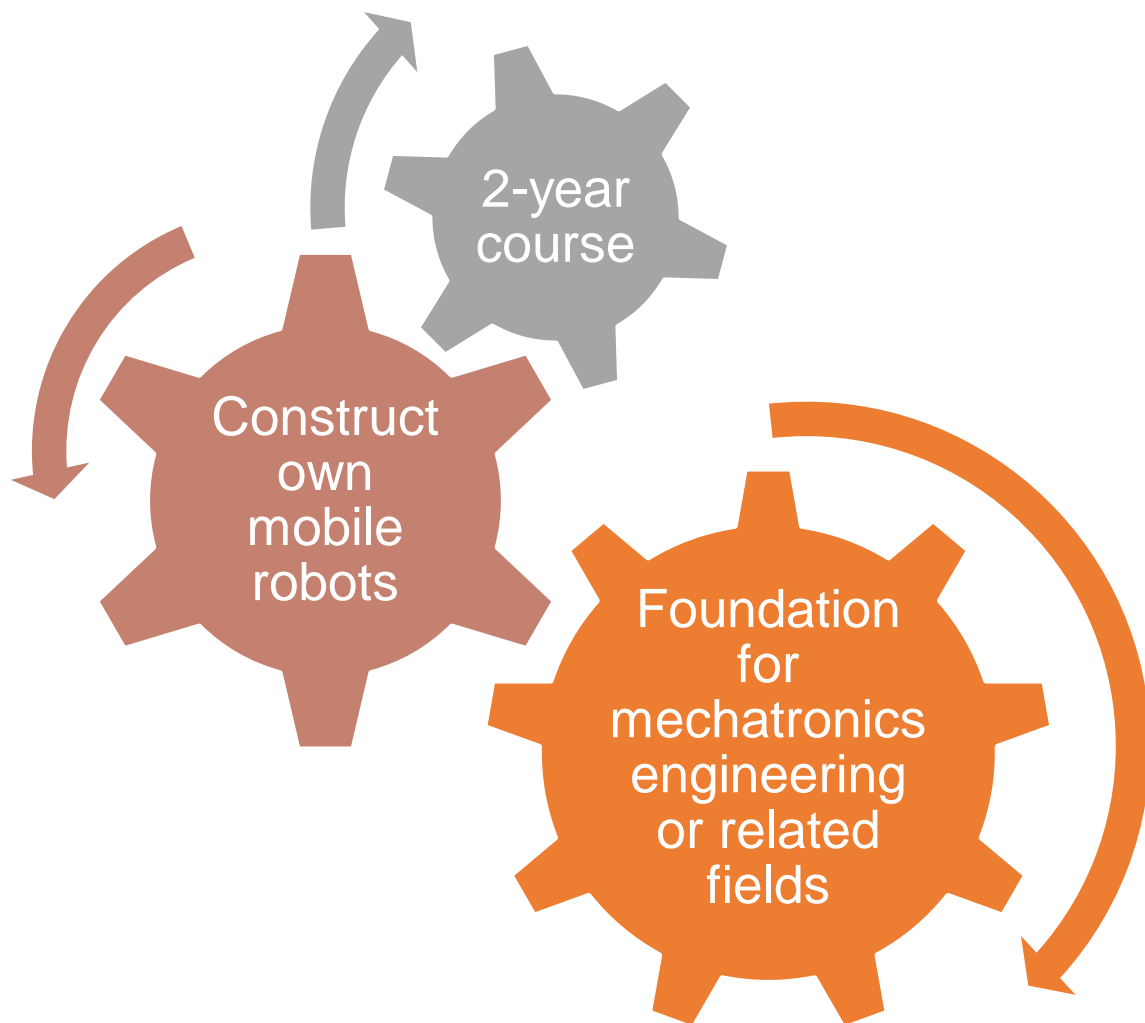 2-year
course
Construct
own
mobile
robots
Foundation
for
mechatronics
engineering
or related
fields